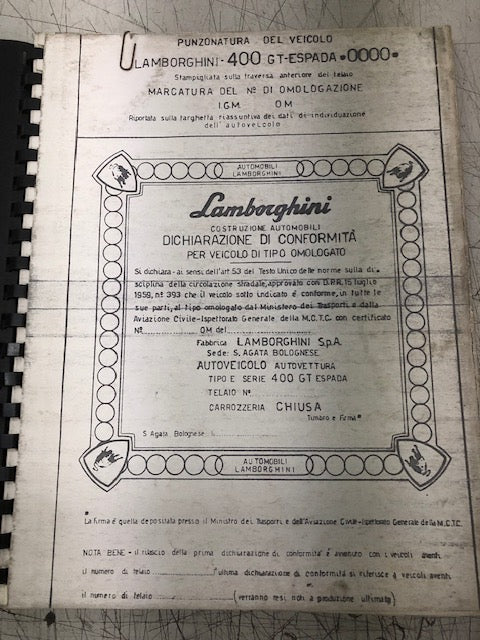 PUNZONATURA DEL VEICOLO
LAMBORGHINI - 400 GT-ESPADA •0000•
Stampigliata sulla traversa anteriore del telaio
MARCATURA DEL Nº DI OMOLOGAZIONE
I.G.M. OM
Riportata sulla targhetta riassuntiva dei dati di individuazione
dell'autoveicolo
AUTOMOBILI
LAMBORGHINI
Lamborghini
COSTRUZIONE AUTOMOBILI
DICHIARAZIONE DI CONFORMITÀ
PER VEICOLO DI TIPO OMOLOGATO
Si dichiara - ai sensi dell'art. 53 del Testo Unico delle norme sulla di-
sciplina della circolazione stradale, approvato con D.P.R. 15 luglio
1959, nº 393 che il veicolo sotto indicato è conforme, in tutte le
sue parti, al tipo omologato dal Ministero dei Trasporti e dalla
Aviazione Civile-Ispettorato Generale della M.C.T.C. con certificato
Nº OM del
Fabbrica LAMBORGHINI S.p.A.
Sede: S. AGATA BOLOGNESE
AUTOVEICOLO AUTOVETTURA
TIPO E SERIE 400 GT ESPADA
TELAIO Nº
CARROZZERIA CHIUSA
Timbro e Firma*
S. Agata Bolognese li
AUTOMOBILI
LAMBORGHINI
*La firma è quella depositata presso il Ministro dei Trasporti e dell'Aviazione Civile-Ispettorato Generale della M.C.T.C.
NOTA BENE - il rilascio della prima dichiarazione di conformità è avvenuto con i veicoli aventi
il numero di telaio l'ultima dichiarazione di conformità si riferisce a veicoli aventi
il numero di telaio (verranno resi noti a produzione ultimata)